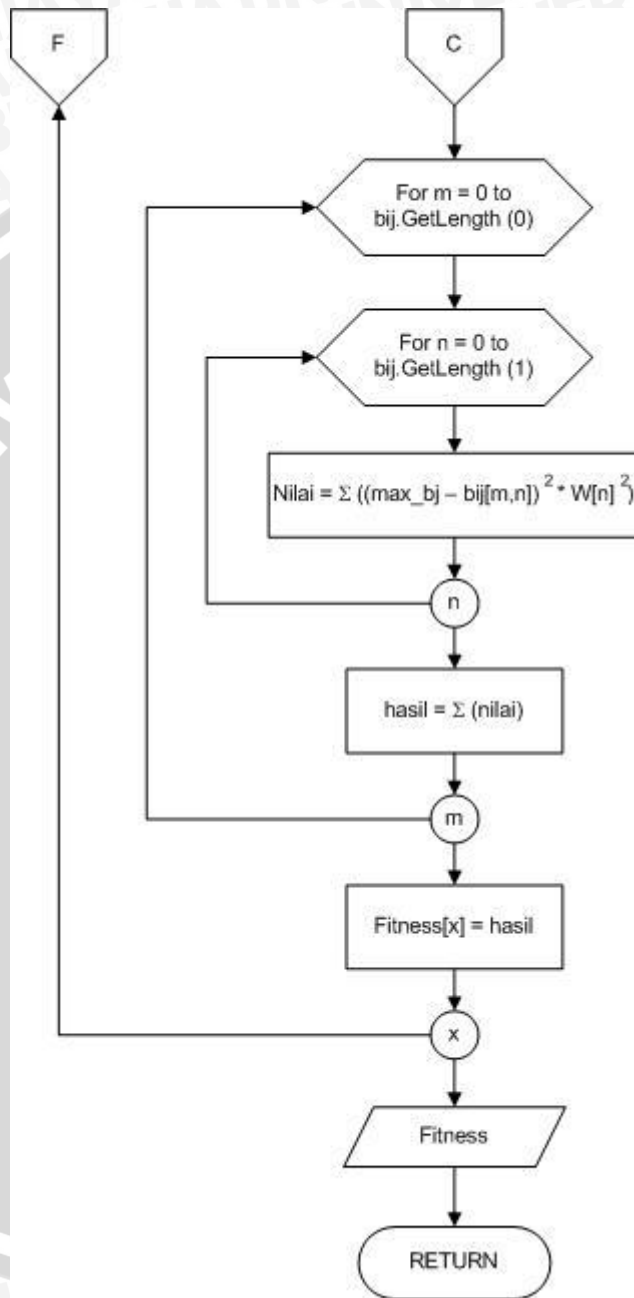 F
C
For m = 0 to
bij.GetLength (0)
For n = 0 to
bij.GetLength (1)
Nilai = Σ ((max_bj – bij[m,n]) ² * W[n] ²)
n
hasil = Σ (nilai)
m
Fitness[x] = hasil
x
Fitness
RETURN